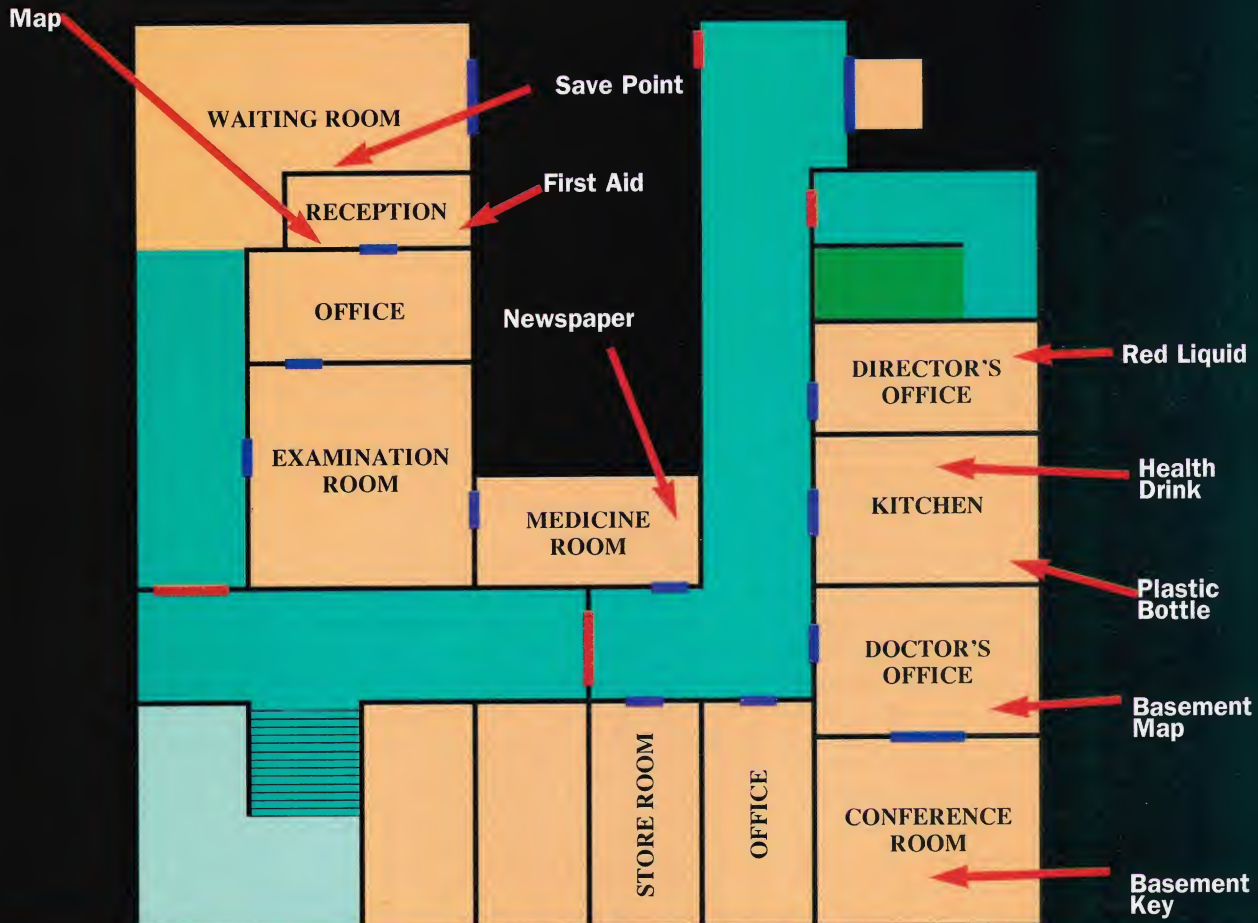 Map
WAITING ROOM
Save Point
First Aid
RECEPTION
OFFICE
Newspaper
EXAMINATION
ROOM
MEDICINE
ROOM
DIRECTOR'S
OFFICE
Red Liquid
KITCHEN
Health
Drink
Plastic
Bottle
DOCTOR'S
OFFICE
Basement
Map
STORE ROOM
OFFICE
CONFERENCE
ROOM
Basement
Key